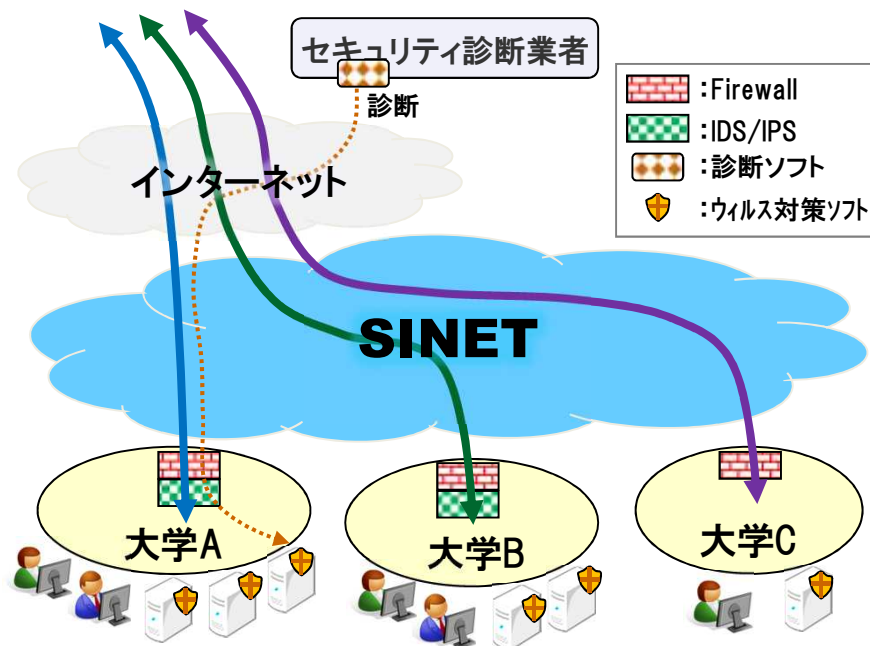 セキュリティ診断業者
診断
インターネット
:Firewall
:IDS/IPS
:診断ソフト
:ウィルス対策ソフト
SINET
大学A
大学B
大学C